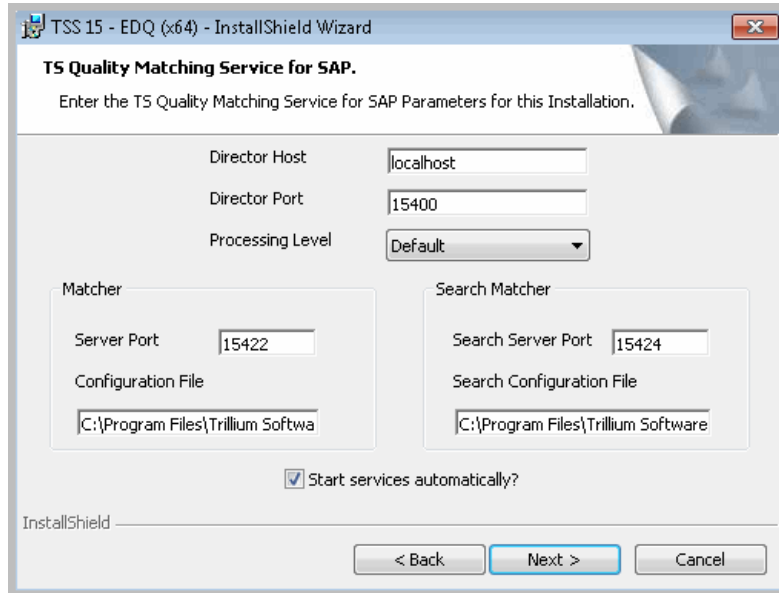 TSS 15 - EDQ (x64) - InstallShield Wizard
TS Quality Matching Service for SAP.
Enter the TS Quality Matching Service for SAP Parameters for this Installation.
Director Host localhost
Director Port 15400
Processing Level Default
Matcher
Server Port 15422
Configuration File
C:\Program Files\Trillium Softwa
Search Matcher
Search Server Port 15424
Search Configuration File
C:\Program Files\Trillium Software
Start services automatically?
InstallShield
< Back Next > Cancel